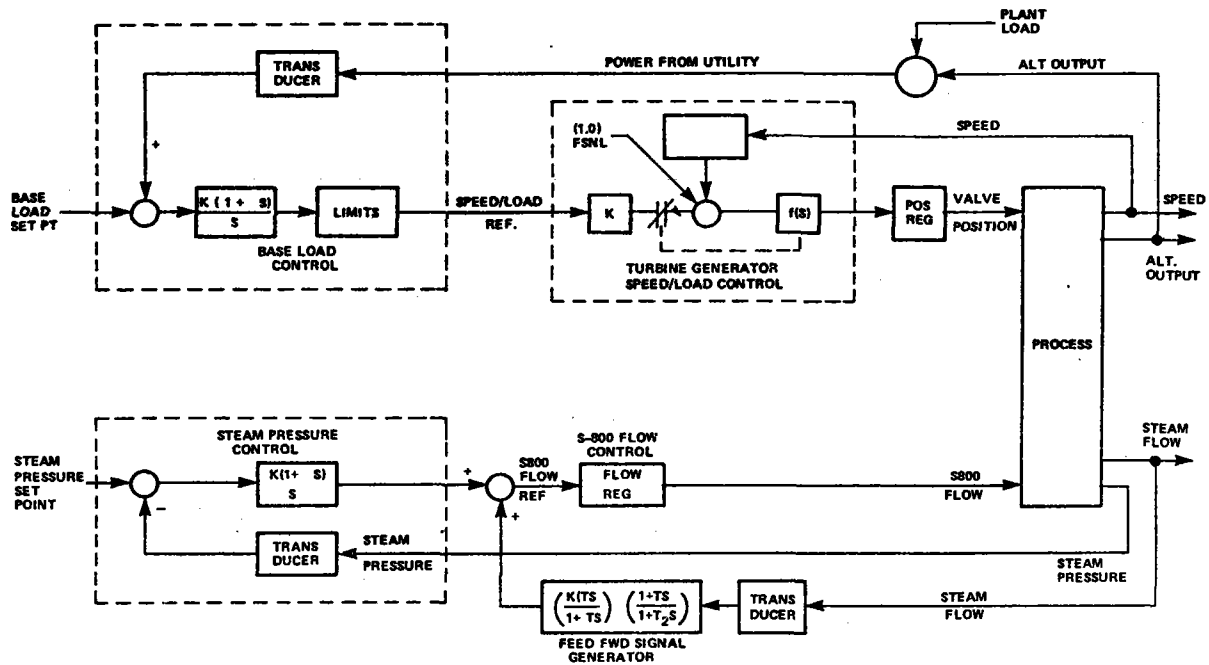 PLANT
LOAD
TRANS
DUCER
POWER FROM UTILITY
ALT OUTPUT
+
(1.0)
FSNL
SPEED
BASE
LOAD
SET PT
K ( 1 + S)
S
LIMITS
BASE LOAD
CONTROL
SPEED/LOAD
REF.
K
f(S)
TURBINE GENERATOR
SPEED/LOAD CONTROL
POS
REG
VALVE
POSITION
SPEED
ALT.
OUTPUT
PROCESS
STEAM PRESSURE
CONTROL
STEAM
PRESSURE
SET
POINT
K(1+ S)
S
−
TRANS
DUCER
STEAM
PRESSURE
+
+
S800
FLOW
REF
S-800 FLOW
CONTROL
FLOW
REG
S800
FLOW
STEAM
FLOW
STEAM
PRESSURE
(K(TS / 1+ TS) (1+TS / 1+T₂S)
TRANS
DUCER
STEAM
FLOW
FEED FWD SIGNAL
GENERATOR